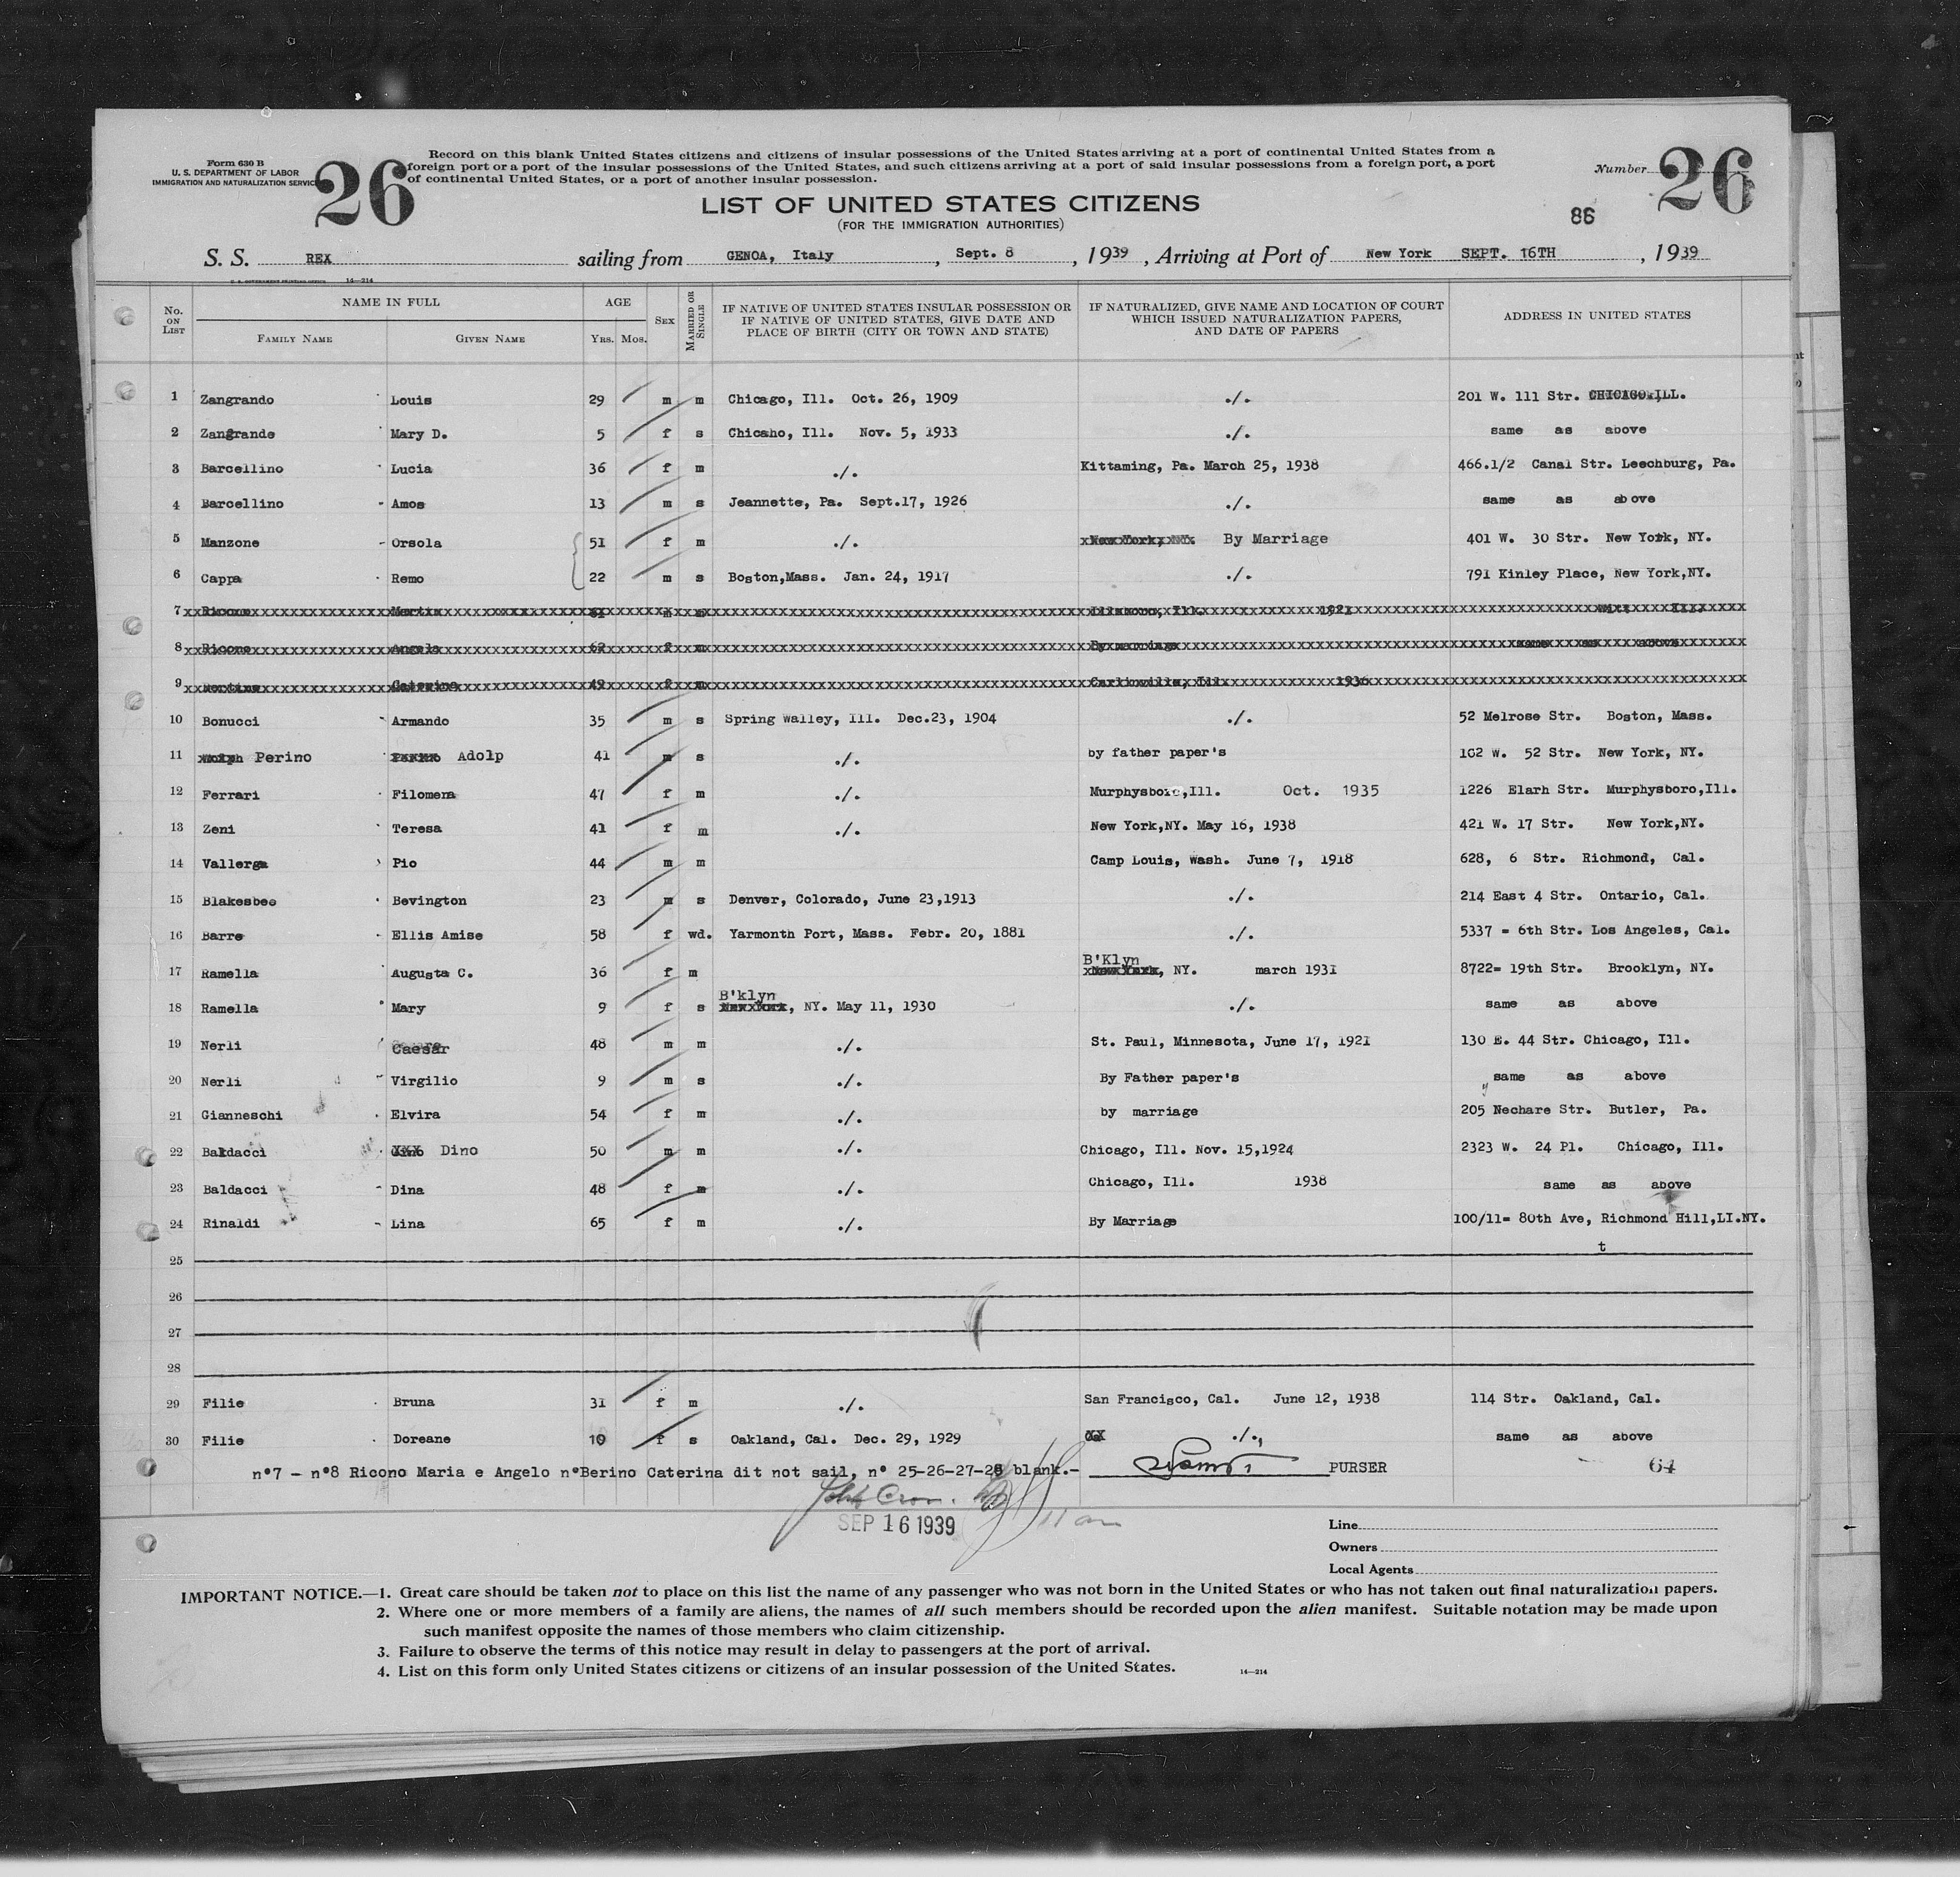 Form 630 B
U. S. DEPARTMENT OF LABOR
IMMIGRATION AND NATURALIZATION SERVICE
26
Record on this blank United States citizens and citizens of insular possessions of the United States arriving at a port of continental United States from a
foreign port or a port of the insular possessions of the United States, and such citizens arriving at a port of said insular possessions from a foreign port, a port
of continental United States, or a port of another insular possession.
Number 26
LIST OF UNITED STATES CITIZENS
(FOR THE IMMIGRATION AUTHORITIES)
86
S. S. REX sailing from GENOA, Italy, Sept. 8, 1939, Arriving at Port of New York SEPT. 16TH, 1939
U. S. GOVERNMENT PRINTING OFFICE 14—214
No. ON LIST NAME IN FULL FAMILY NAME GIVEN NAME AGE YRS. MOS. SEX MARRIED OR SINGLE IF NATIVE OF UNITED STATES INSULAR POSSESSION OR IF NATIVE OF UNITED STATES, GIVE DATE AND PLACE OF BIRTH (CITY OR TOWN AND STATE) IF NATURALIZED, GIVE NAME AND LOCATION OF COURT WHICH ISSUED NATURALIZATION PAPERS, AND DATE OF PAPERS ADDRESS IN UNITED STATES
1 Zangrando Louis 29 m m Chicago, Ill. Oct. 26, 1909 ./. 201 W. 111 Str. CHICAGO,ILL.
2 Zangrande Mary D. 5 f s Chicaho, Ill. Nov. 5, 1933 ./. same as above
3 Barcellino Lucia 36 f m ./. Kittaming, Pa. March 25, 1938 466.1/2 Canal Str. Leechburg, Pa.
4 Barcellino Amos 13 m s Jeannette, Pa. Sept.17, 1926 ./. same as above
5 Manzone Orsola 51 f m ./. By Marriage 401 W. 30 Str. New York, NY.
6 Cappa Remo 22 m s Boston,Mass. Jan. 24, 1917 ./. 791 Kinley Place, New York,NY.
7 Ricono 1921
8 Ricono Angelo 62 f m By marriage same as above
9 Caterina 49 f m Carlinville, Ill. 1936
10 Bonucci Armando 35 m s Spring Walley, Ill. Dec.23, 1904 ./. 52 Melrose Str. Boston, Mass.
11 Perino Adolp 41 m s ./. by father paper's 102 W. 52 Str. New York, NY.
12 Ferrari Filomena 47 f m ./. Murphysboro,Ill. Oct. 1935 1226 Elarh Str. Murphysboro,Ill.
13 Zeni Teresa 41 f m ./. New York,NY. May 16, 1938 421 W. 17 Str. New York,NY.
14 Vallerga Pio 44 m m Camp Louis, wash. June 7, 1918 628, 6 Str. Richmond, Cal.
15 Blakesbee Bevington 23 m s Denver, Colorado, June 23,1913 ./. 214 East 4 Str. Ontario, Cal.
16 Barre Ellis Amise 58 f wd. Yarmonth Port, Mass. Febr. 20, 1881 ./. 5337 = 6th Str. Los Angeles, Cal.
17 Ramella Augusta C. 36 f m B'Klyn, NY. march 1931 8722= 19th Str. Brooklyn, NY.
18 Ramella Mary 9 f s B'klyn, NY. May 11, 1930 ./. same as above
19 Nerli Caesar 48 m m ./. St. Paul, Minnesota, June 17, 1921 130 E. 44 Str. Chicago, Ill.
20 Nerli Virgilio 9 m s ./. By Father paper's same as above
21 Gianneschi Elvira 54 f m ./. by marriage 205 Nechare Str. Butler, Pa.
22 Baldacci Dino 50 m m ./. Chicago, Ill. Nov. 15,1924 2323 W. 24 Pl. Chicago, Ill.
23 Baldacci Dina 48 f m ./. Chicago, Ill. 1938 same as above
24 Rinaldi Lina 65 f m ./. By Marriage 100/11= 80th Ave, Richmond Hill,LI.NY.
t
25
26
27
28
29 Filie Bruna 31 f m ./. San Francisco, Cal. June 12, 1938 114 Str. Oakland, Cal.
30 Filie Doreane 10 f s Oakland, Cal. Dec. 29, 1929 ./. same as above
n°7 - n°8 Ricono Maria e Angelo n°Berino Caterina dit not sail, n° 25-26-27-28 blank.- PURSER 64
SEP 16 1939 11 am
Line
Owners
Local Agents
IMPORTANT NOTICE.—1. Great care should be taken not to place on this list the name of any passenger who was not born in the United States or who has not taken out final naturalization papers.
2. Where one or more members of a family are aliens, the names of all such members should be recorded upon the alien manifest. Suitable notation may be made upon
such manifest opposite the names of those members who claim citizenship.
3. Failure to observe the terms of this notice may result in delay to passengers at the port of arrival.
4. List on this form only United States citizens or citizens of an insular possession of the United States. 14—214